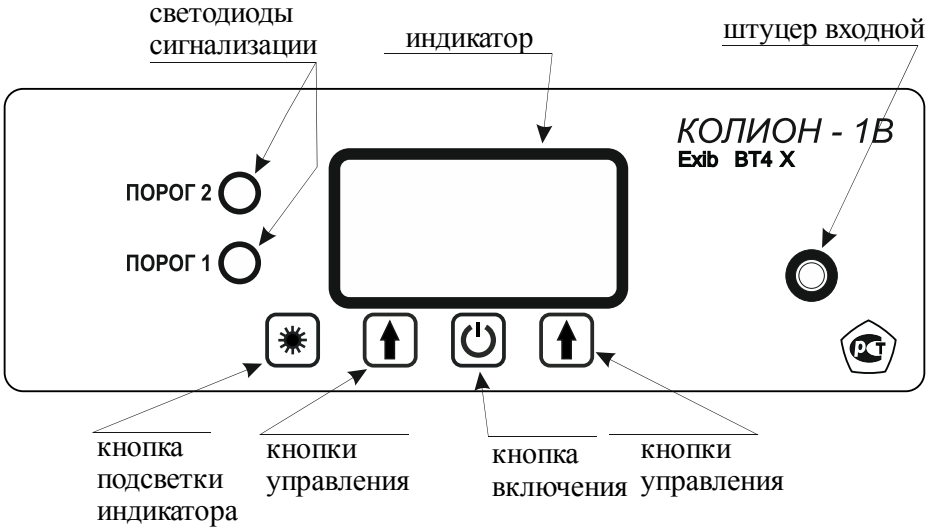 светодиоды
сигнализации
индикатор
штуцер входной
КОЛИОН - 1В
Exib BT4 X
ПОРОГ 2
ПОРОГ 1
РСТ
кнопка
подсветки
индикатора
кнопки
управления
кнопка
включения
кнопки
управления